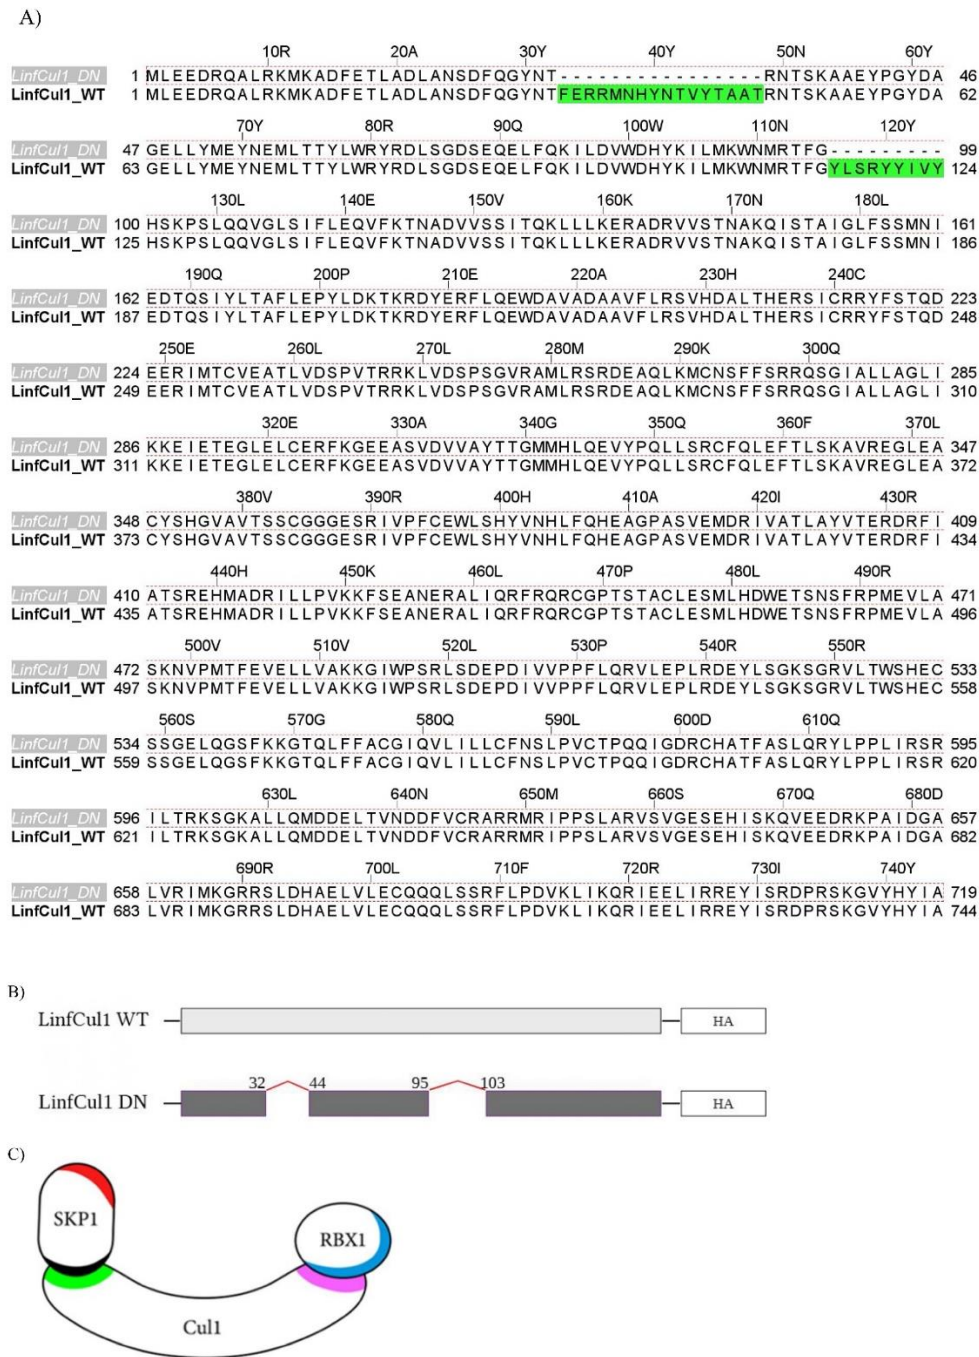 A)
10R 20A 30Y 40Y 50N 60Y
LinfCul1_DN 1 MLEEDRQALRKMKADFETLADLANSDFQGYNT----------------RNTSKAAEYPGYDA 46
LinfCul1_WT 1 MLEEDRQALRKMKADFETLADLANSDFQGYNTFERRMNHYNTVYTAATRNTSKAAEYPGYDA 62
70Y 80R 90Q 100W 110N 120Y
LinfCul1_DN 47 GELLYMEYNEMLTTYLWRYRDLSGDSEQELFQKILDVWDHYKILMKWNMRTFG--------- 99
LinfCul1_WT 63 GELLYMEYNEMLTTYLWRYRDLSGDSEQELFQKILDVWDHYKILMKWNMRTFGYLSRYYIVY 124
130L 140E 150V 160K 170N 180L
LinfCul1_DN 100 HSKPSLQQVGLSIFLEQVFKTNADVVSSITQKLLLKERADRVVSTNAKQISTAIGLFSSMNI 161
LinfCul1_WT 125 HSKPSLQQVGLSIFLEQVFKTNADVVSSITQKLLLKERADRVVSTNAKQISTAIGLFSSMNI 186
190Q 200P 210E 220A 230H 240C
LinfCul1_DN 162 EDTQSIYLTAFLEPYLDKTKRDYERFLQEWDAVADAAVFLRSVHDALTHERSICRRYFSTQD 223
LinfCul1_WT 187 EDTQSIYLTAFLEPYLDKTKRDYERFLQEWDAVADAAVFLRSVHDALTHERSICRRYFSTQD 248
250E 260L 270L 280M 290K 300Q
LinfCul1_DN 224 EERIMTCVEATLVDSPVTRRKLVDSPSGVRAMLRSRDEAQLKMCNSFFSRRQSGIALLAGLI 285
LinfCul1_WT 249 EERIMTCVEATLVDSPVTRRKLVDSPSGVRAMLRSRDEAQLKMCNSFFSRRQSGIALLAGLI 310
320E 330A 340G 350Q 360F 370L
LinfCul1_DN 286 KKEIETEGLELCERFKGEEASVDVVAYTTGMMHLQEVYPQLLSRCFQLEFTLSKAVREGLEA 347
LinfCul1_WT 311 KKEIETEGLELCERFKGEEASVDVVAYTTGMMHLQEVYPQLLSRCFQLEFTLSKAVREGLEA 372
380V 390R 400H 410A 420I 430R
LinfCul1_DN 348 CYSHGVAVTSSCGGGESRIVPFCEWLSHYVNHLFQHEAGPASVEMDRIVATLAYVTERDRFI 409
LinfCul1_WT 373 CYSHGVAVTSSCGGGESRIVPFCEWLSHYVNHLFQHEAGPASVEMDRIVATLAYVTERDRFI 434
440H 450K 460L 470P 480L 490R
LinfCul1_DN 410 ATSREHMADRILLPVKKFSEANERALIQRFRQRCGPTSTACLESMLHDWETSNSFRPMEVLA 471
LinfCul1_WT 435 ATSREHMADRILLPVKKFSEANERALIQRFRQRCGPTSTACLESMLHDWETSNSFRPMEVLA 496
500V 510V 520L 530P 540R 550R
LinfCul1_DN 472 SKNVPMTFEVELLVAKKGIWPSRLSDEPDIVVPPFLQRVLEPLRDEYLSGKSGRVLTWSHEC 533
LinfCul1_WT 497 SKNVPMTFEVELLVAKKGIWPSRLSDEPDIVVPPFLQRVLEPLRDEYLSGKSGRVLTWSHEC 558
560S 570G 580Q 590L 600D 610Q
LinfCul1_DN 534 SSGELQGSFKKGTQLFFACGIQVLILLCFNSLPVCTPQQIGDRCHATFASLQRYLPPLIRSR 595
LinfCul1_WT 559 SSGELQGSFKKGTQLFFACGIQVLILLCFNSLPVCTPQQIGDRCHATFASLQRYLPPLIRSR 620
630L 640N 650M 660S 670Q 680D
LinfCul1_DN 596 ILTRKSGKALLQMDDELTVNDDFVCRARRMRIPPSLARVSVGESEHISKQVEEDRKPAIDGA 657
LinfCul1_WT 621 ILTRKSGKALLQMDDELTVNDDFVCRARRMRIPPSLARVSVGESEHISKQVEEDRKPAIDGA 682
690R 700L 710F 720R 730I 740Y
LinfCul1_DN 658 LVRIMKGRRSLDHAELVLECQQQLSSRFLPDVKLIKQRIEELIRREYISRDPRSKGVYHYIA 719
LinfCul1_WT 683 LVRIMKGRRSLDHAELVLECQQQLSSRFLPDVKLIKQRIEELIRREYISRDPRSKGVYHYIA 744
B)
LinfCul1 WT HA
32 44 95 103
LinfCul1 DN HA
C)
SKP1
RBX1
Cul1